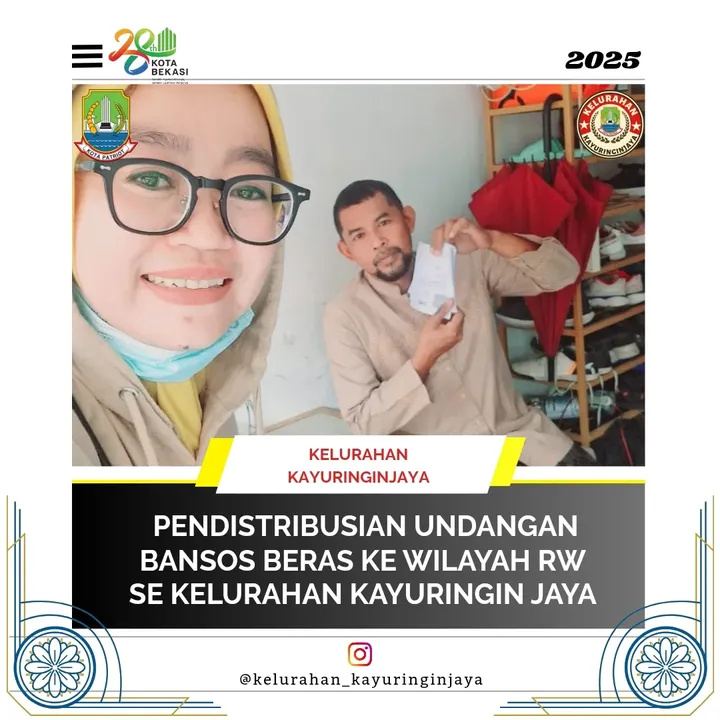 28th
KOTA
BEKASI
2025
KOTA PATRIOT
KELURAHAN
KAYURINGINJAYA
KELURAHAN
KAYURINGINJAYA
PENDISTRIBUSIAN UNDANGAN
BANSOS BERAS KE WILAYAH RW
SE KELURAHAN KAYURINGIN JAYA
@kelurahan_kayuringinjaya